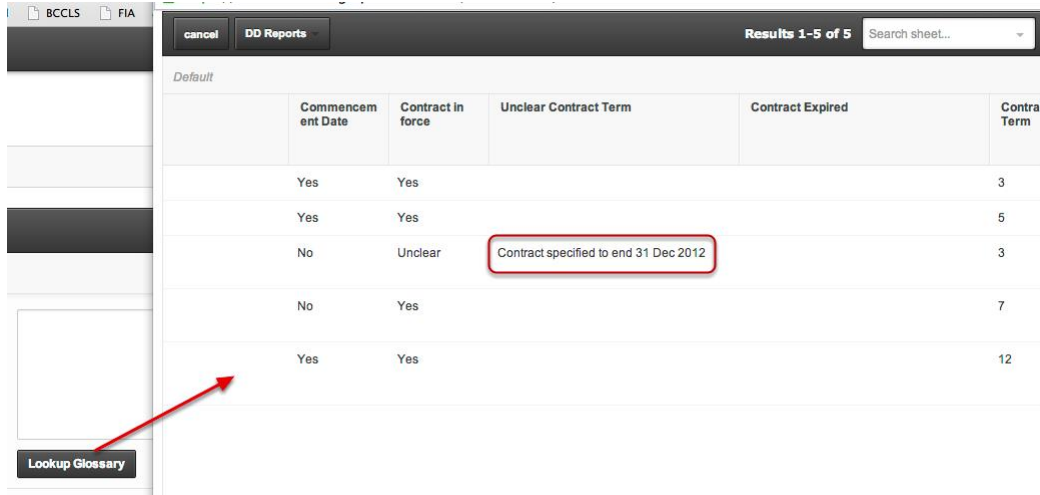 BCCLS FIA
cancel DD Reports Results 1-5 of 5 Search sheet...
Default
Commencem Contract in Unclear Contract Term Contract Expired Contra
ent Date force Term
Yes Yes 3
Yes Yes 5
No Unclear Contract specified to end 31 Dec 2012 3
No Yes 7
Yes Yes 12
Lookup Glossary